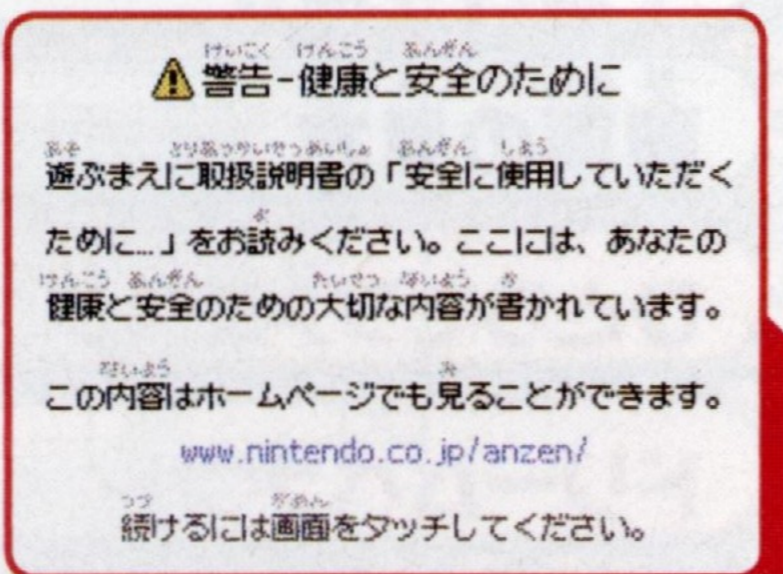 ⚠警告-健康と安全のために
遊ぶまえに取扱説明書の「安全に使用していただく
ために…」をお読みください。ここには、あなたの
健康と安全のための大切な内容が書かれています。
この内容はホームページでも見ることができます。
www.nintendo.co.jp/anzen/
続けるには画面をタッチしてください。